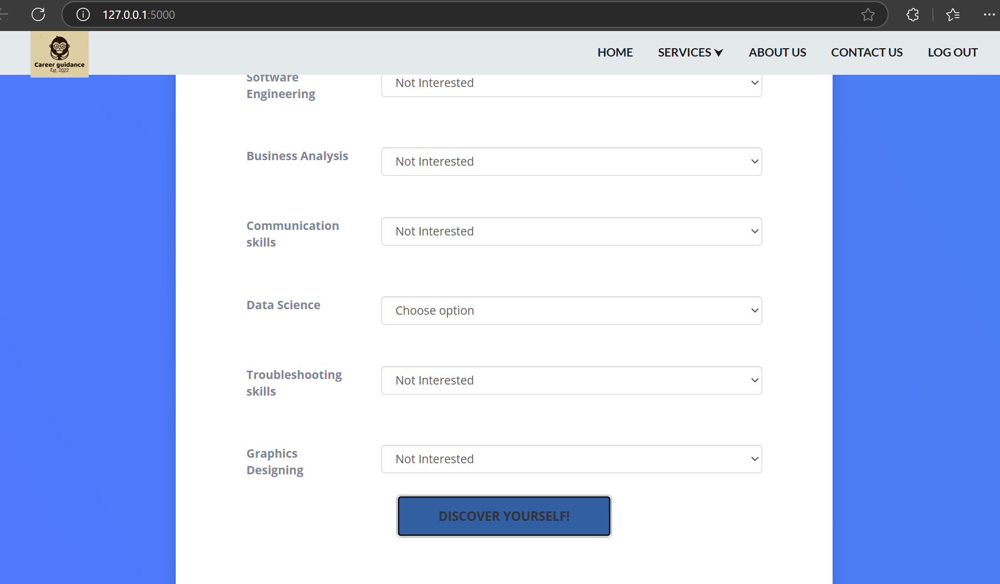 127.0.0.1:5000
Career guidance
Est. 2022
HOME SERVICES ABOUT US CONTACT US LOG OUT
Software
Engineering
Not Interested
Business Analysis
Not Interested
Communication
skills
Not Interested
Data Science
Choose option
Troubleshooting
skills
Not Interested
Graphics
Designing
Not Interested
DISCOVER YOURSELF!